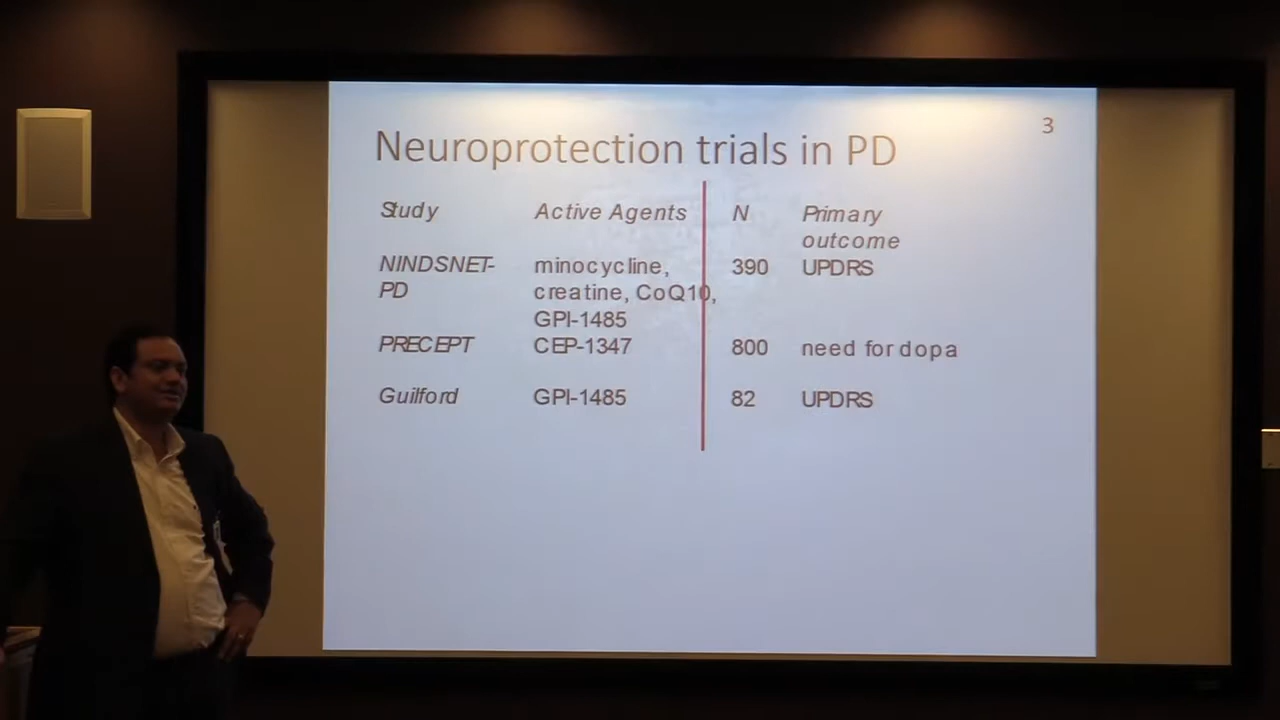 3
Neuroprotection trials in PD
Study Active Agents N Primary
outcome
NINDSNET- minocycline, 390 UPDRS
PD creatine, CoQ10,
GPI-1485
PRECEPT CEP-1347 800 need for dopa
Guilford GPI-1485 82 UPDRS